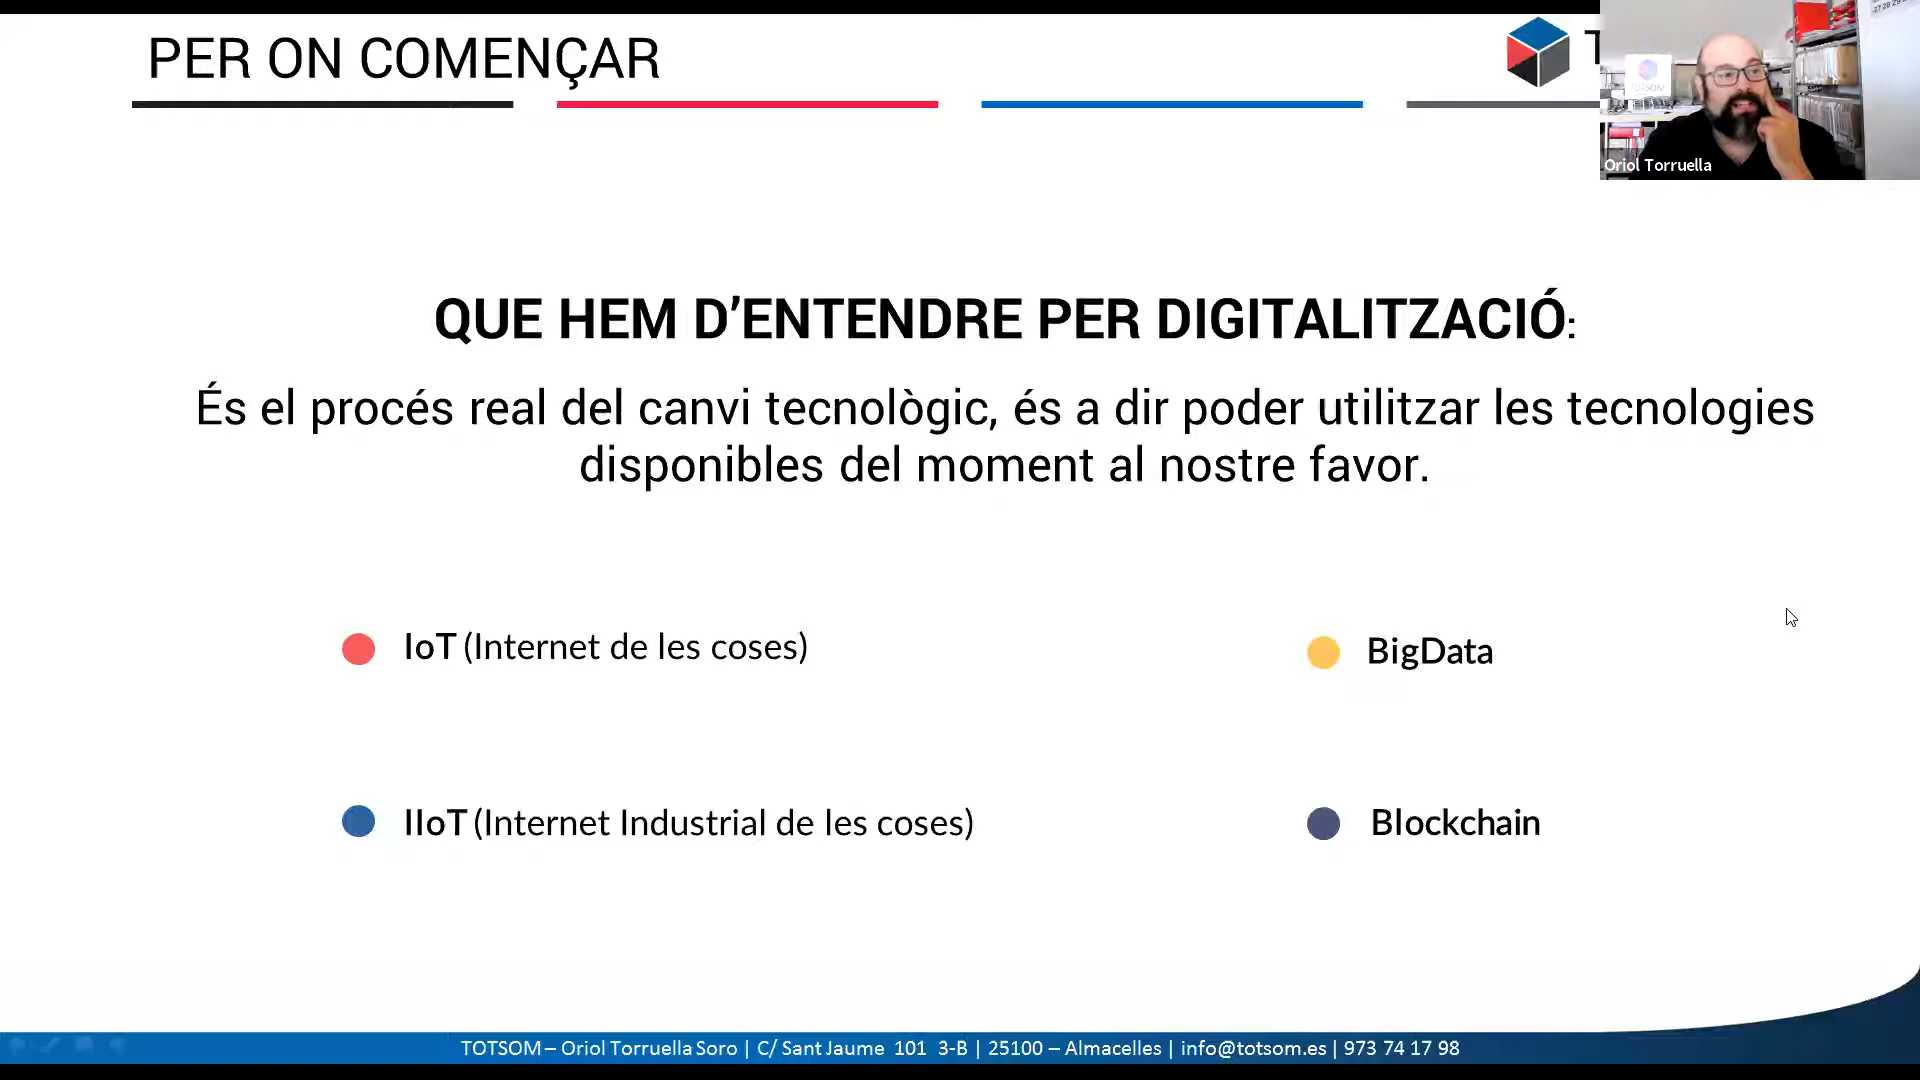 PER ON COMENÇAR
T
TOTSOM
Oriol Torruella
QUE HEM D’ENTENDRE PER DIGITALITZACIÓ:
És el procés real del canvi tecnològic, és a dir poder utilitzar les tecnologies
disponibles del moment al nostre favor.
IoT (Internet de les coses)
BigData
IIoT (Internet Industrial de les coses)
Blockchain
TOTSOM – Oriol Torruella Soro | C/ Sant Jaume 101 3-B | 25100 – Almacelles | info@totsom.es | 973 74 17 98